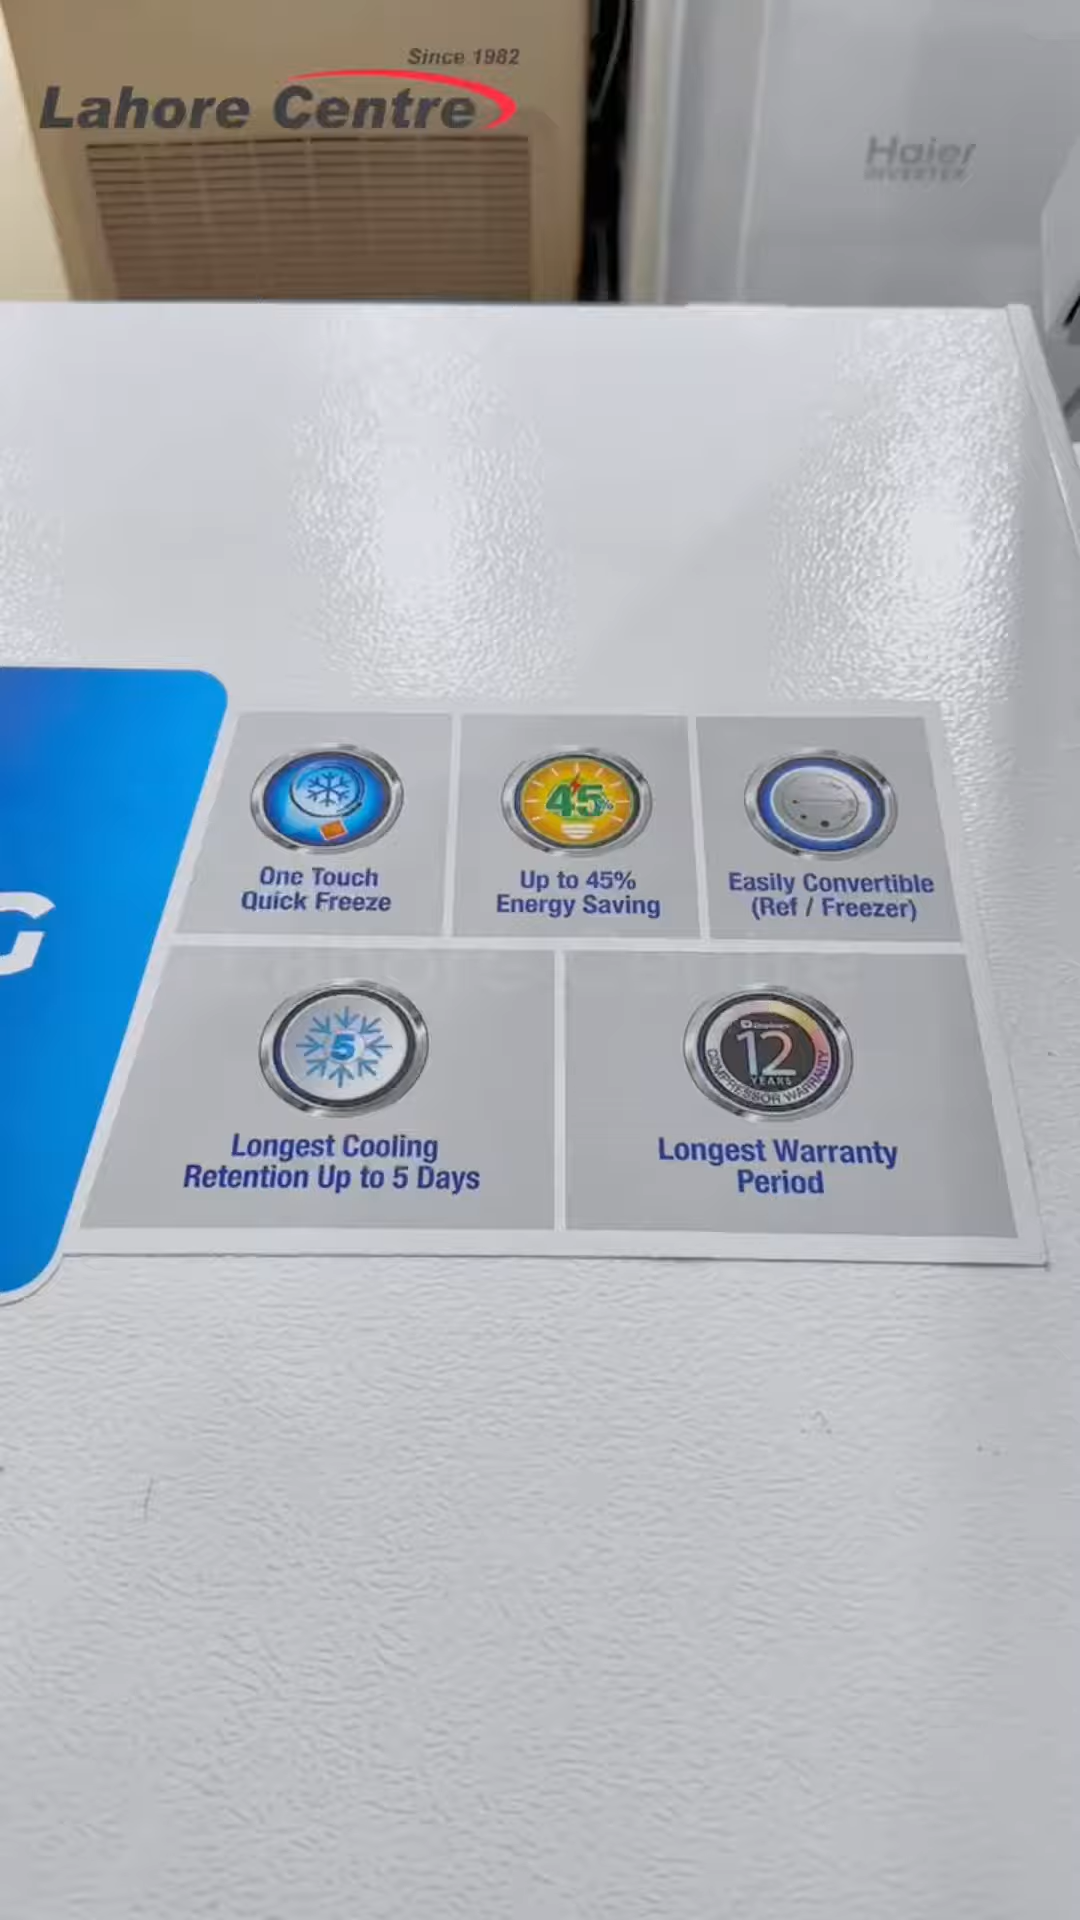 Since 1982
Lahore Centre
Haier
INVERTER
G
45%
One Touch
Quick Freeze
Up to 45%
Energy Saving
Easily Convertible
(Ref / Freezer)
5
Longest Cooling
Retention Up to 5 Days
12
YEARS
COMPRESSOR WARRANTY
Longest Warranty
Period